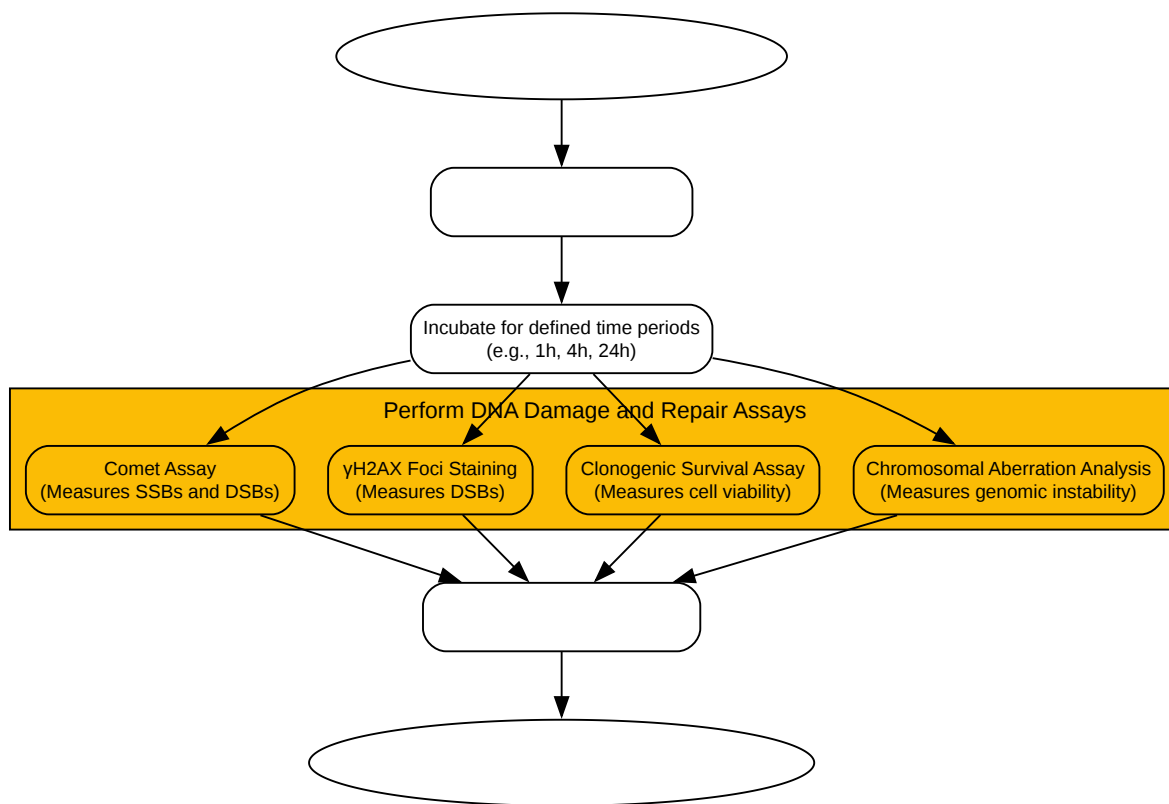 Incubate for defined time periods
(e.g., 1h, 4h, 24h)
Perform DNA Damage and Repair Assays
Comet Assay
(Measures SSBs and DSBs)
γH2AX Foci Staining
(Measures DSBs)
Clonogenic Survival Assay
(Measures cell viability)
Chromosomal Aberration Analysis
(Measures genomic instability)